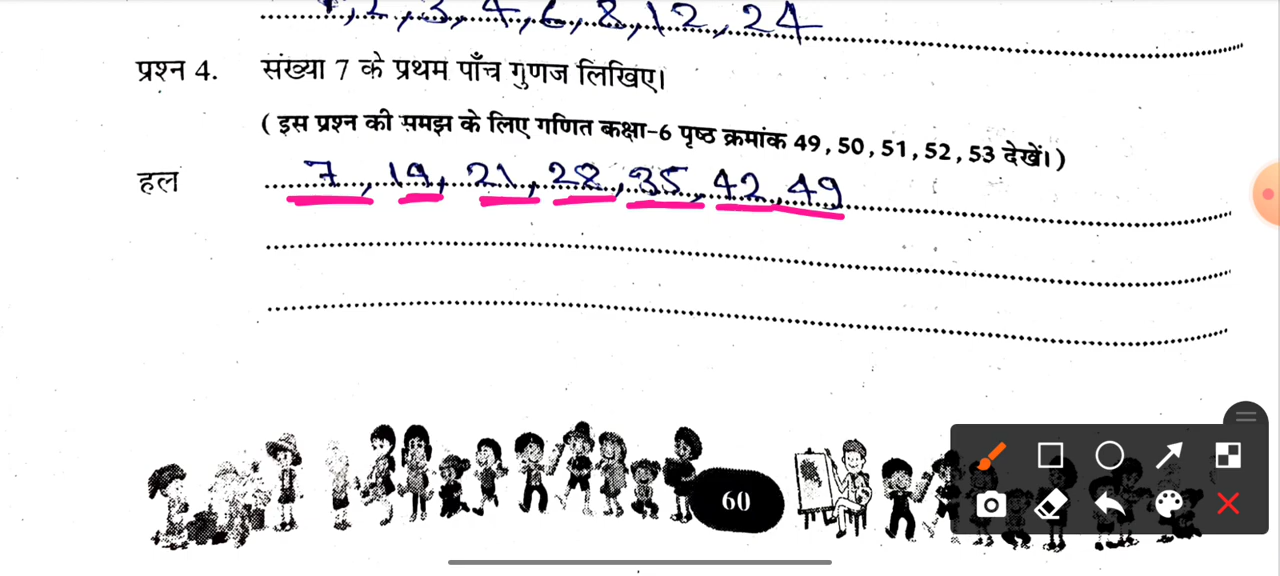 1, 2, 3, 4, 6, 8, 12, 24
प्रश्न 4. संख्या 7 के प्रथम पाँच गुणज लिखिए।
( इस प्रश्न की समझ के लिए गणित कक्षा-6 पृष्ठ क्रमांक 49, 50, 51, 52, 53 देखें। )
हल 7, 14, 21, 28, 35, 42, 49
60